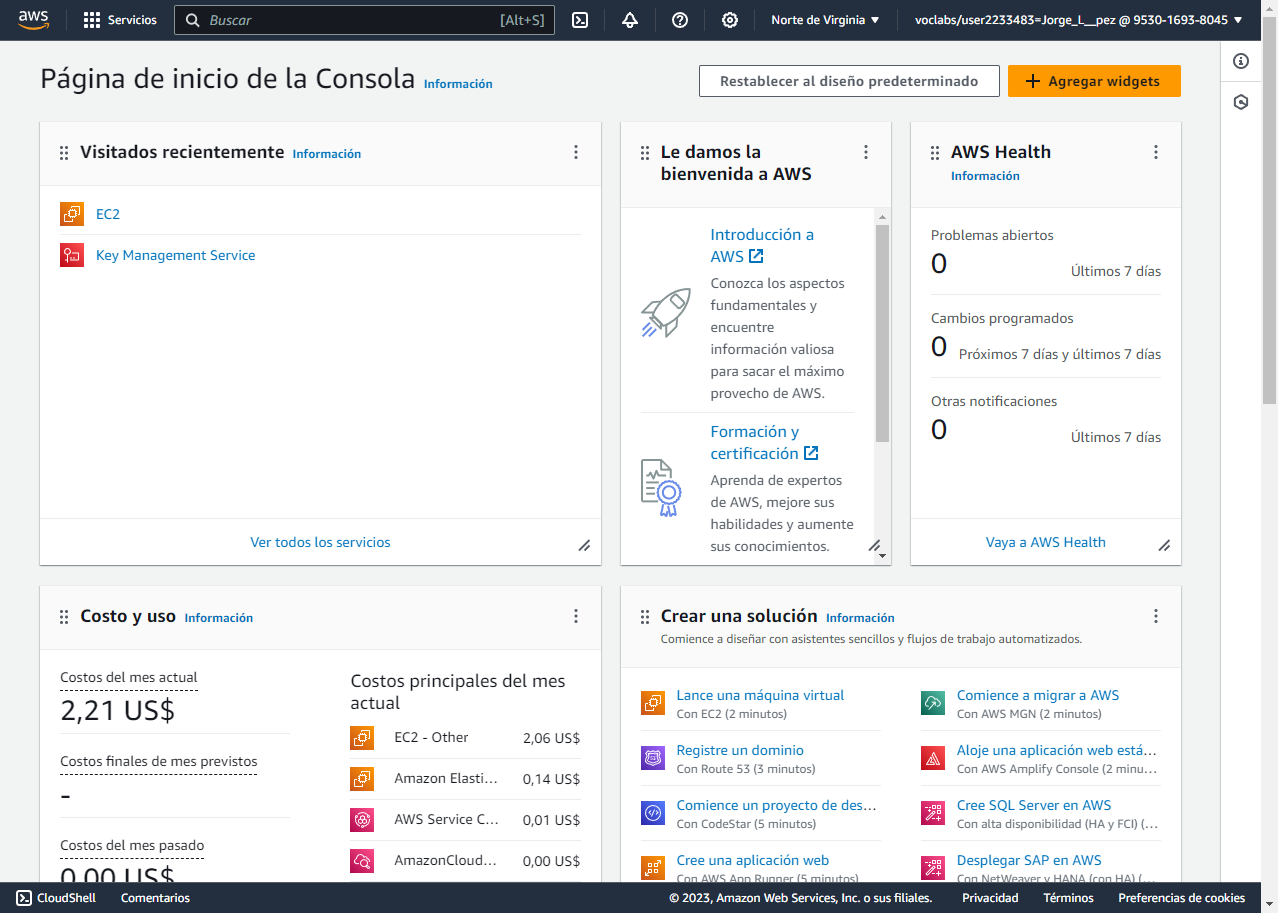 aws
Servicios
Buscar
[Alt+S]
Norte de Virginia
voclabs/user2233483=Jorge_L__pez @ 9530-1693-8045
Página de inicio de la Consola
Información
Restablecer al diseño predeterminado
Agregar widgets
Visitados recientemente
Información
EC2
Key Management Service
Ver todos los servicios
Le damos la
bienvenida a AWS
Introducción a
AWS
Conozca los aspectos
fundamentales y
encuentre
información valiosa
para sacar el máximo
provecho de AWS.
Formación y
certificación
Aprenda de expertos
de AWS, mejore sus
habilidades y aumente
sus conocimientos.
AWS Health
Información
Problemas abiertos
0
Últimos 7 días
Cambios programados
0
Próximos 7 días y últimos 7 días
Otras notificaciones
0
Últimos 7 días
Vaya a AWS Health
Costo y uso
Información
Costos del mes actual
2,21 US$
Costos finales de mes previstos
-
Costos del mes pasado
0,00 US$
Costos principales del mes
actual
EC2 - Other
2,06 US$
Amazon Elasti...
0,14 US$
AWS Service C...
0,01 US$
AmazonCloud...
0,00 US$
Crear una solución
Información
Comience a diseñar con asistentes sencillos y flujos de trabajo automatizados.
Lance una máquina virtual
Con EC2 (2 minutos)
Registre un dominio
Con Route 53 (3 minutos)
Comience un proyecto de des...
Con CodeStar (5 minutos)
Cree una aplicación web
Con AWS App Runner (5 minutos)
Comience a migrar a AWS
Con AWS MGN (2 minutos)
Aloje una aplicación web está...
Con AWS Amplify Console (2 minu...
Cree SQL Server en AWS
Con alta disponibilidad (HA y FCI) (...
Desplegar SAP en AWS
Con NetWeaver y HANA (con HA) (...
CloudShell
Comentarios
© 2023, Amazon Web Services, Inc. o sus filiales.
Privacidad
Términos
Preferencias de cookies